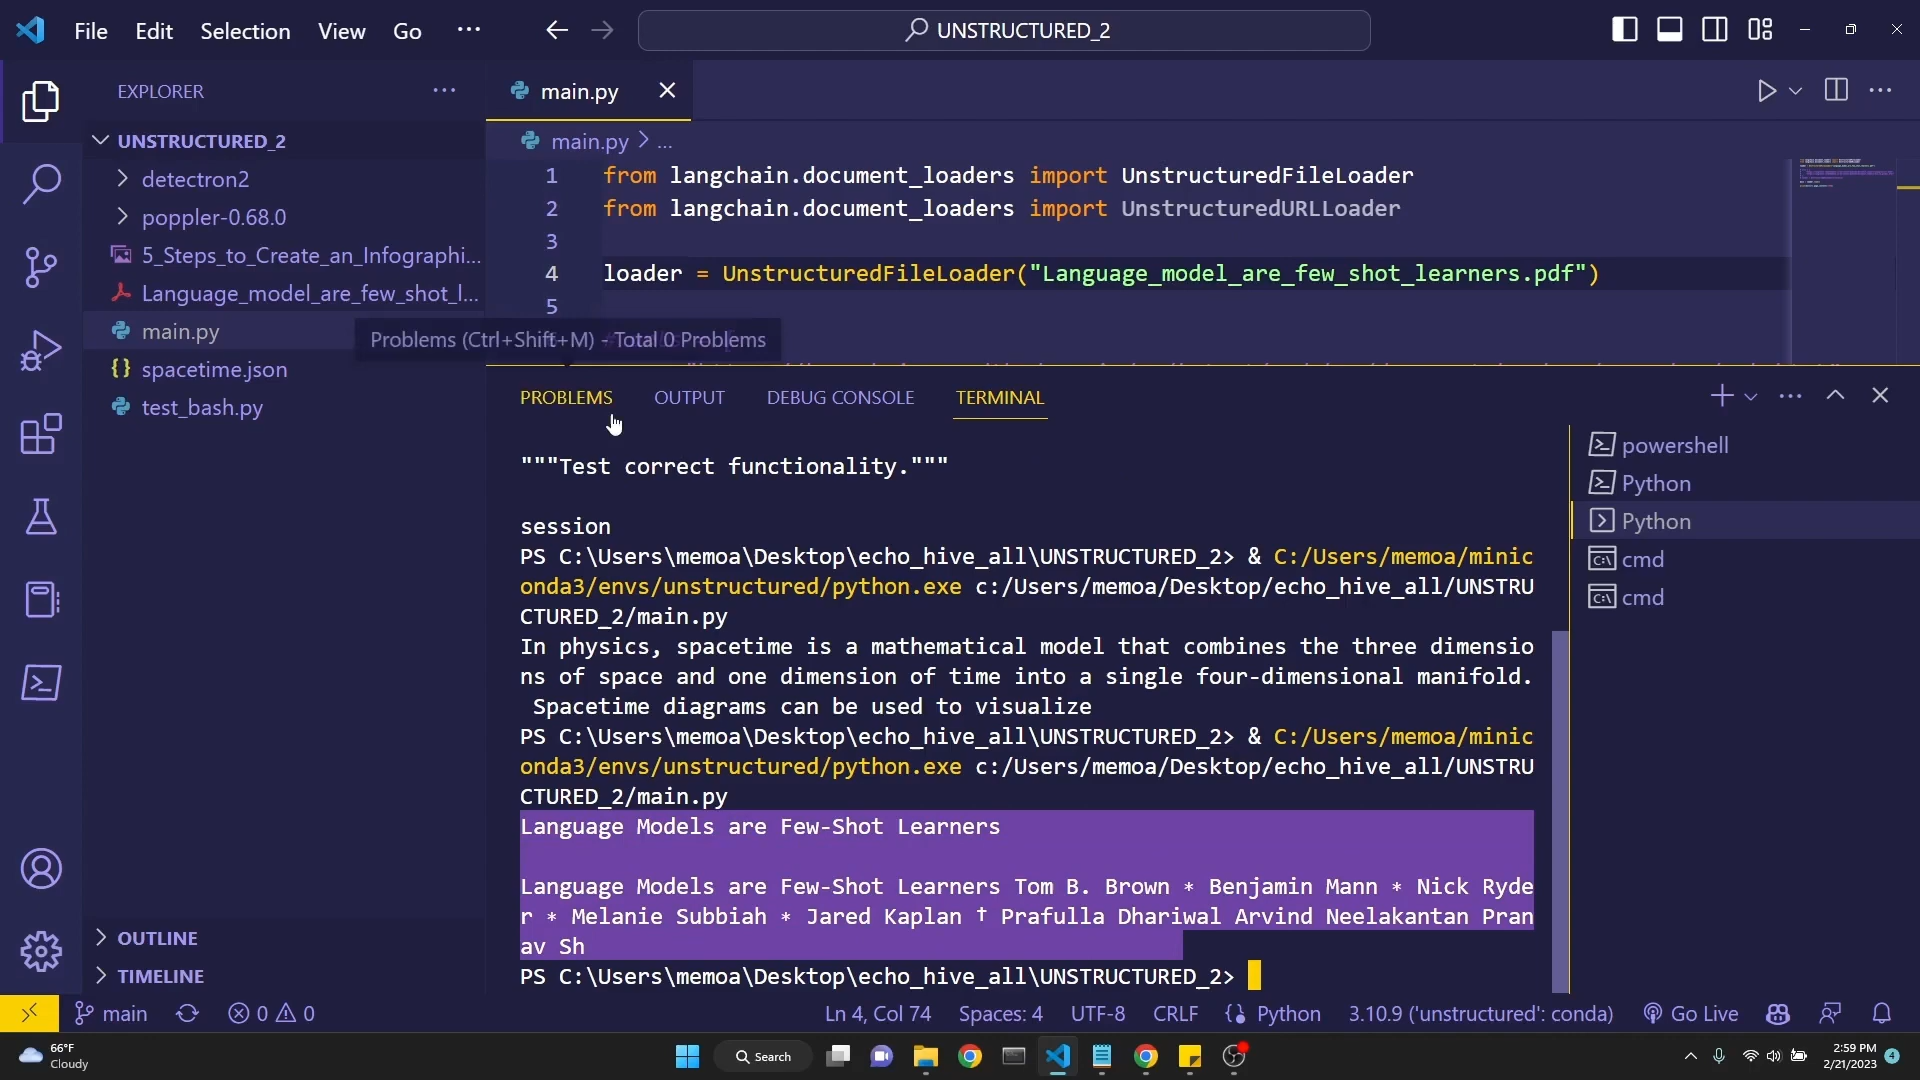 File Edit Selection View Go ···
UNSTRUCTURED_2
EXPLORER
UNSTRUCTURED_2
detectron2
poppler-0.68.0
5_Steps_to_Create_an_Infographi...
Language_model_are_few_shot_l...
main.py
spacetime.json
test_bash.py
OUTLINE
TIMELINE
main.py
main.py > ...
1 from langchain.document_loaders import UnstructuredFileLoader
2 from langchain.document_loaders import UnstructuredURLLoader
3
4 loader = UnstructuredFileLoader("Language_model_are_few_shot_learners.pdf")
5
Problems (Ctrl+Shift+M) - Total 0 Problems
PROBLEMS OUTPUT DEBUG CONSOLE TERMINAL
"""Test correct functionality."""
session
PS C:\Users\memoa\Desktop\echo_hive_all\UNSTRUCTURED_2> & C:/Users/memoa/minic
onda3/envs/unstructured/python.exe c:/Users/memoa/Desktop/echo_hive_all/UNSTRU
CTURED_2/main.py
In physics, spacetime is a mathematical model that combines the three dimensio
ns of space and one dimension of time into a single four-dimensional manifold.
Spacetime diagrams can be used to visualize
PS C:\Users\memoa\Desktop\echo_hive_all\UNSTRUCTURED_2> & C:/Users/memoa/minic
onda3/envs/unstructured/python.exe c:/Users/memoa/Desktop/echo_hive_all/UNSTRU
CTURED_2/main.py
Language Models are Few-Shot Learners
Language Models are Few-Shot Learners Tom B. Brown * Benjamin Mann * Nick Ryde
r * Melanie Subbiah * Jared Kaplan † Prafulla Dhariwal Arvind Neelakantan Pran
av Sh
PS C:\Users\memoa\Desktop\echo_hive_all\UNSTRUCTURED_2>
powershell
Python
Python
cmd
cmd
main 0 0 Ln 4, Col 74 Spaces: 4 UTF-8 CRLF Python 3.10.9 ('unstructured': conda) Go Live
66°F
Cloudy
Search
2:59 PM
2/21/2023
4